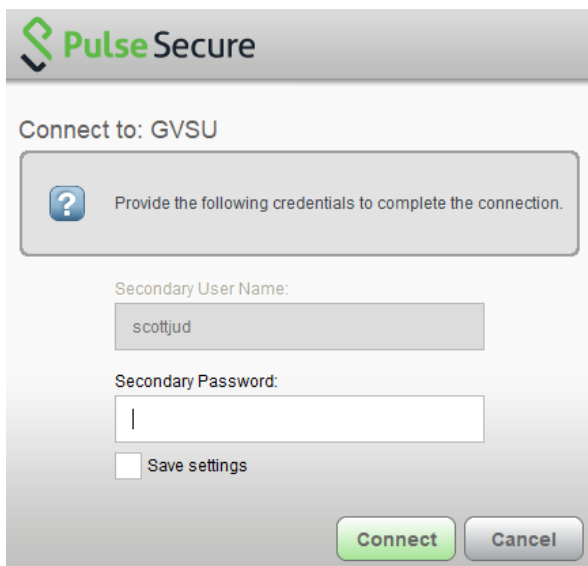 Pulse Secure
Connect to: GVSU
?
Provide the following credentials to complete the connection.
Secondary User Name:
scottjud
Secondary Password:
Save settings
Connect Cancel